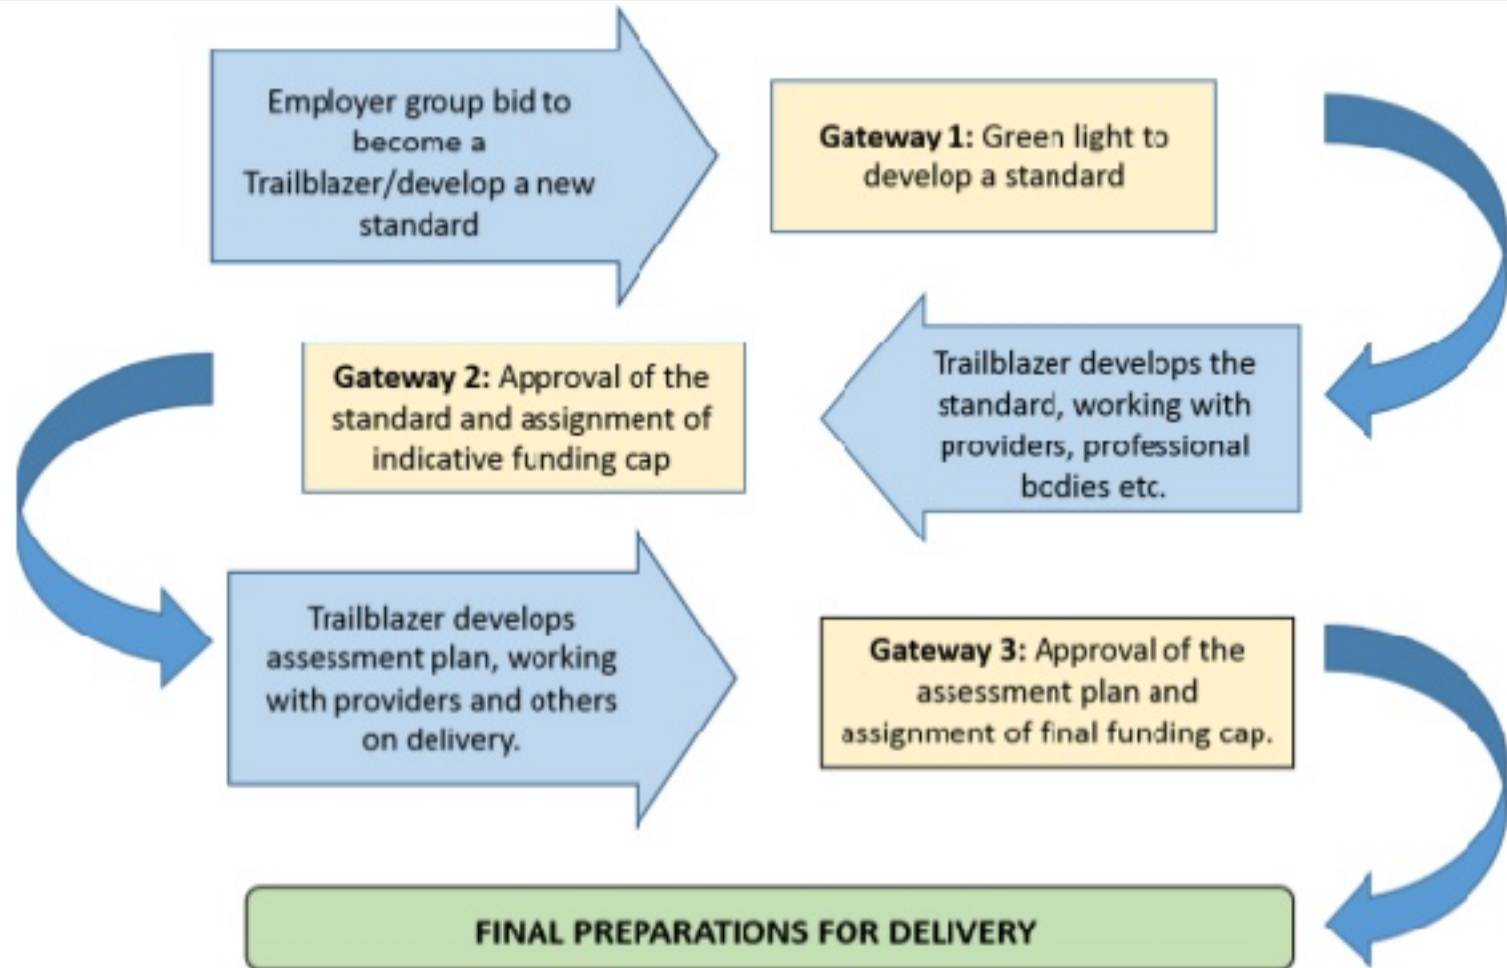 Employer group bid to
become a
Trailblazer/develop a new
standard
Gateway 1: Green light to
develop a standard
Trailblazer develops the
standard, working with
providers, professional
bodies etc.
Gateway 2: Approval of the
standard and assignment of
indicative funding cap
Trailblazer develops
assessment plan, working
with providers and others
on delivery.
Gateway 3: Approval of the
assessment plan and
assignment of final funding cap.
FINAL PREPARATIONS FOR DELIVERY